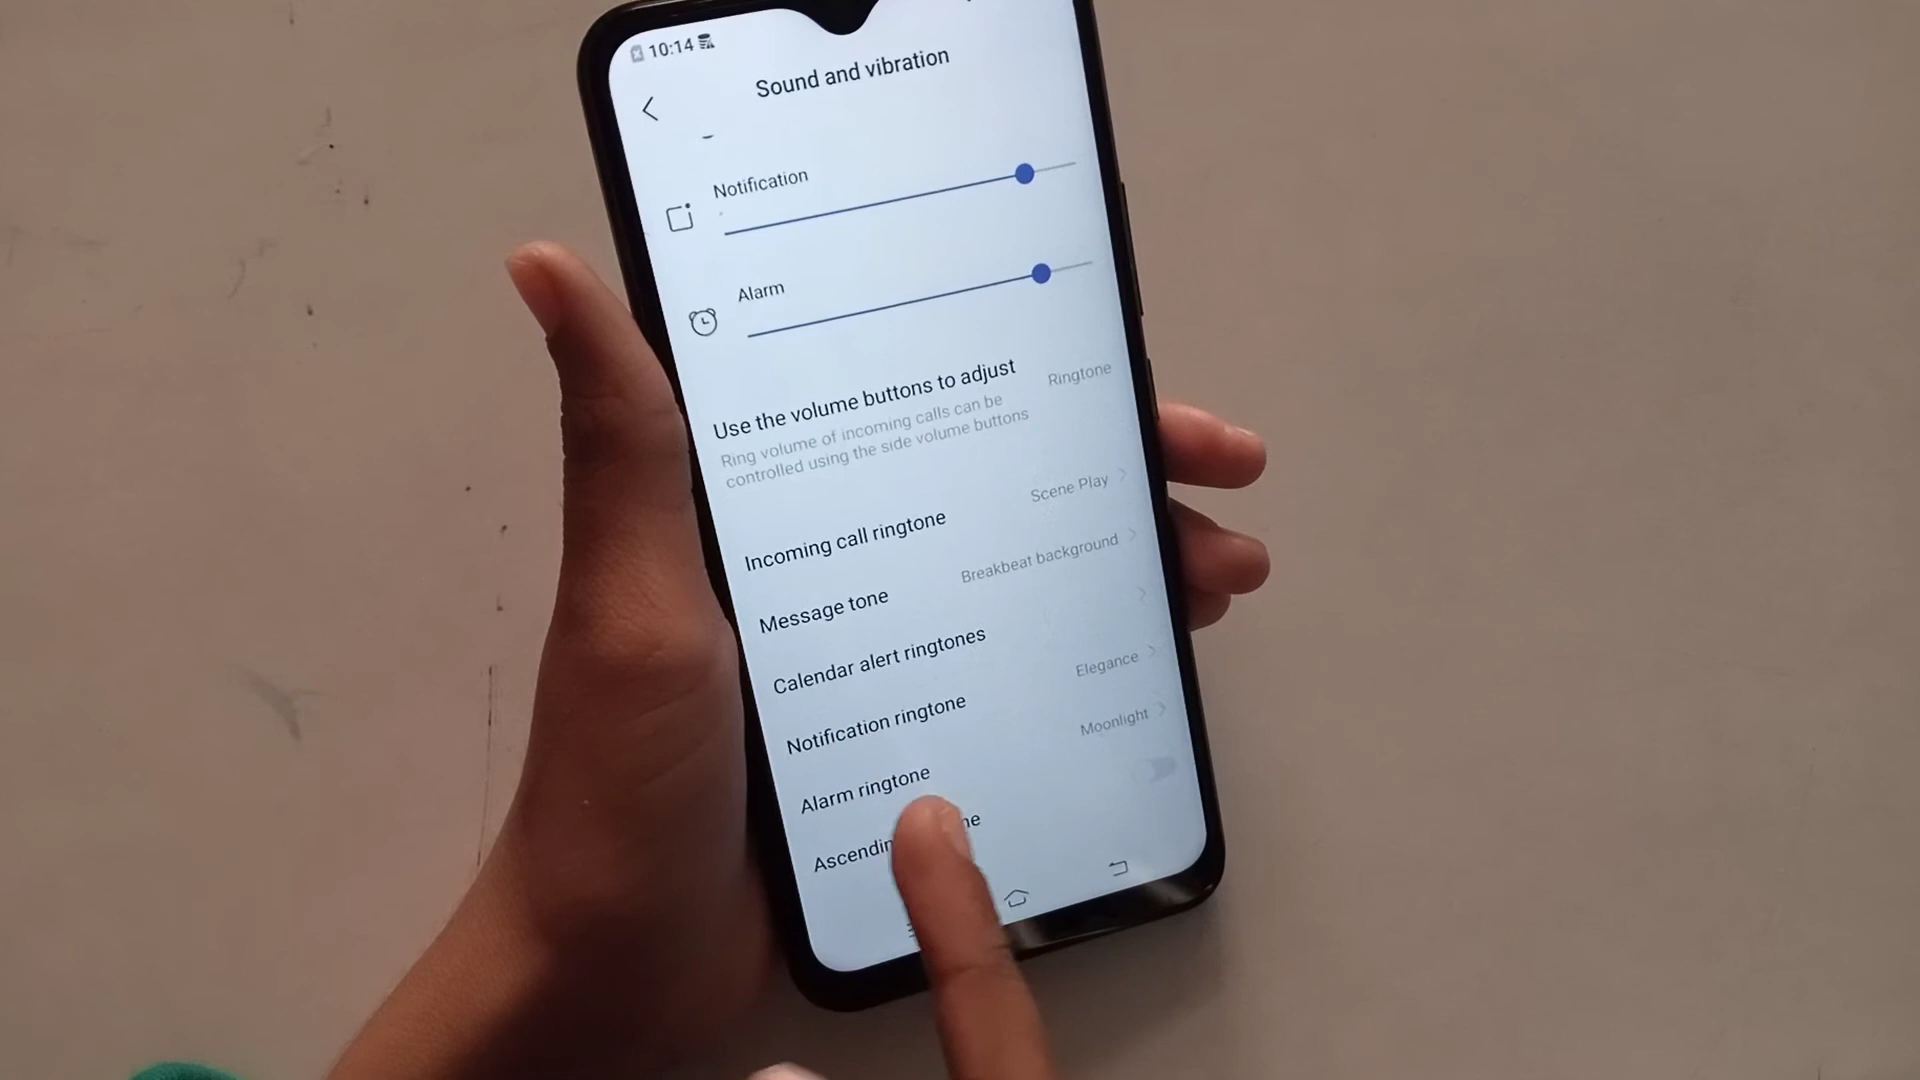 10:14
Sound and vibration
Notification
Alarm
Use the volume buttons to adjust
Ringtone
Ring volume of incoming calls can be
controlled using the side volume buttons
Incoming call ringtone
Scene Play
Message tone
Breakbeat background
Calendar alert ringtones
Notification ringtone
Elegance
Alarm ringtone
Moonlight